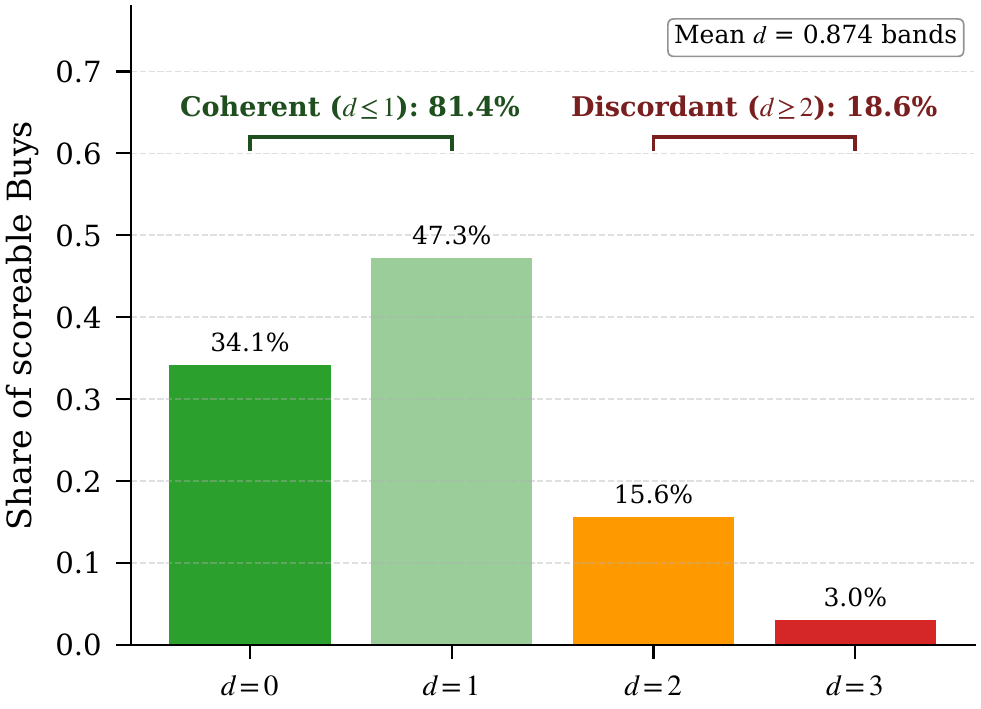 Mean d = 0.874 bands
Coherent (d ≤ 1): 81.4%
Discordant (d ≥ 2): 18.6%
Share of scoreable Buys
0.7
0.6
0.5
0.4
0.3
0.2
0.1
0.0
34.1%
47.3%
15.6%
3.0%
d = 0
d = 1
d = 2
d = 3